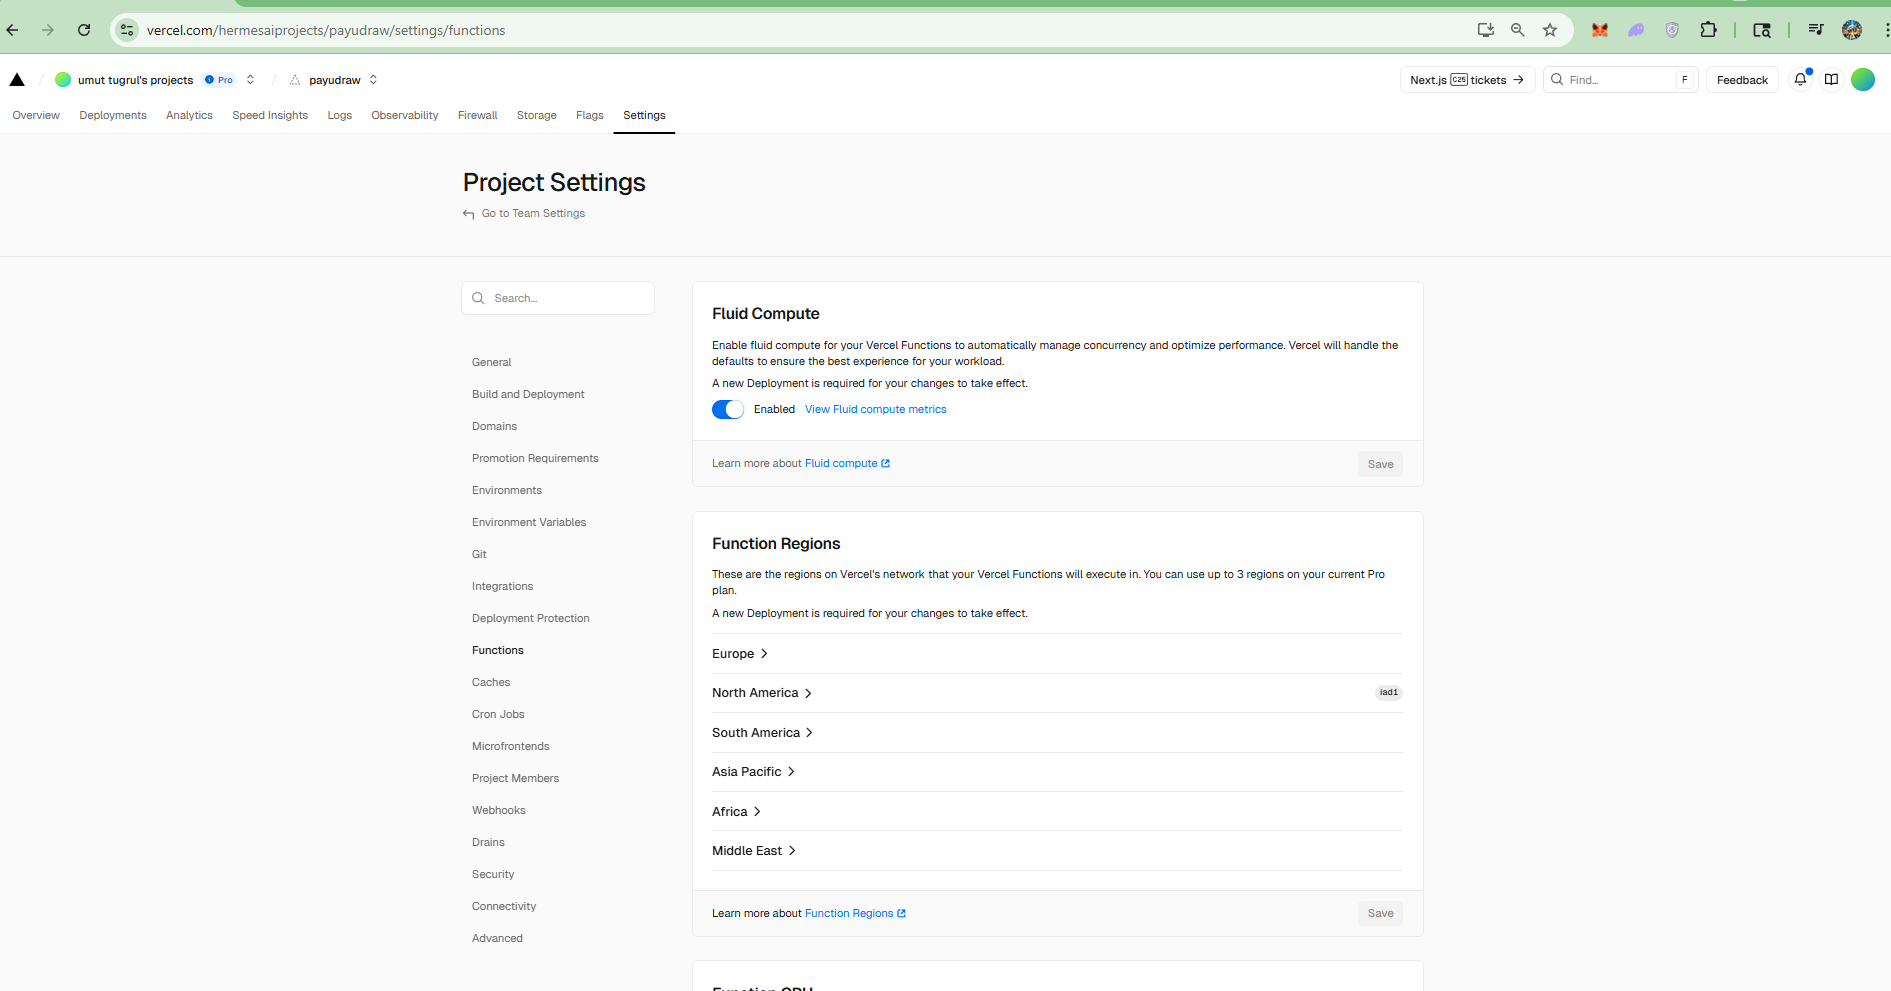 vercel.com/hermesaiprojects/payudraw/settings/functions
umut tugrul's projects Pro payudraw
Next.js C25 tickets → Find... F Feedback
Overview Deployments Analytics Speed Insights Logs Observability Firewall Storage Flags Settings
Project Settings
Go to Team Settings
Search...
General
Build and Deployment
Domains
Promotion Requirements
Environments
Environment Variables
Git
Integrations
Deployment Protection
Functions
Caches
Cron Jobs
Microfrontends
Project Members
Webhooks
Drains
Security
Connectivity
Advanced
Fluid Compute
Enable fluid compute for your Vercel Functions to automatically manage concurrency and optimize performance. Vercel will handle the
defaults to ensure the best experience for your workload.
A new Deployment is required for your changes to take effect.
Enabled View Fluid compute metrics
Learn more about Fluid compute Save
Function Regions
These are the regions on Vercel's network that your Vercel Functions will execute in. You can use up to 3 regions on your current Pro
plan.
A new Deployment is required for your changes to take effect.
Europe
North America iad1
South America
Asia Pacific
Africa
Middle East
Learn more about Function Regions Save
Function CPU